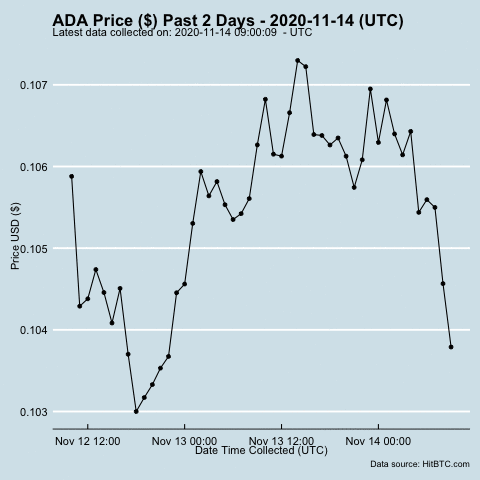 ADA Price ($) Past 2 Days - 2020-11-14 (UTC)
Latest data collected on: 2020-11-14 09:00:09 - UTC
0.107
0.106
0.105
0.104
0.103
Price USD ($)
Nov 12 12:00 Nov 13 00:00 Nov 13 12:00 Nov 14 00:00
Date Time Collected (UTC)
Data source: HitBTC.com